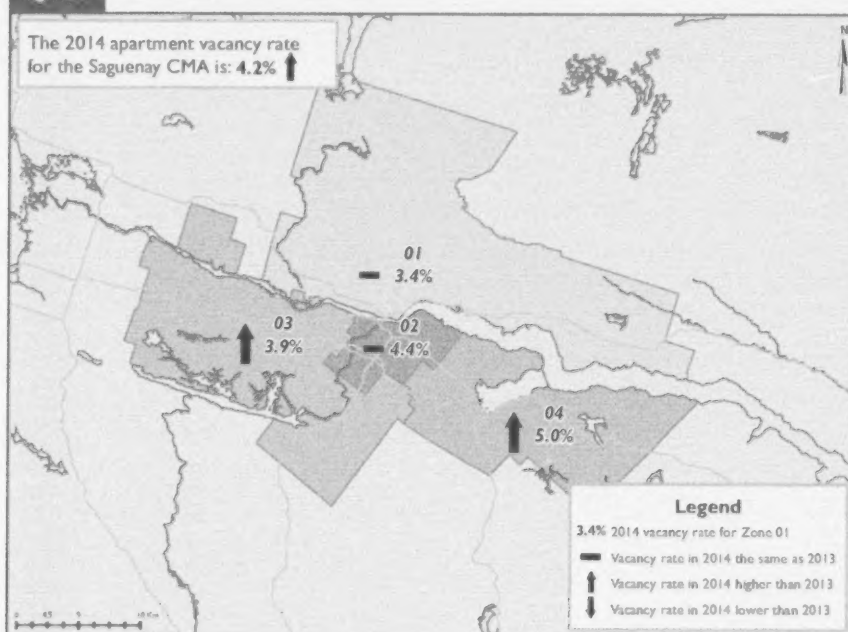 The 2014 apartment vacancy rate
for the Saguenay CMA is: 4.2%
N
01
3.4%
03
3.9%
02
4.4%
04
5.0%
Legend
3.4% 2014 vacancy rate for Zone 01
Vacancy rate in 2014 the same as 2013
Vacancy rate in 2014 higher than 2013
Vacancy rate in 2014 lower than 2013
0